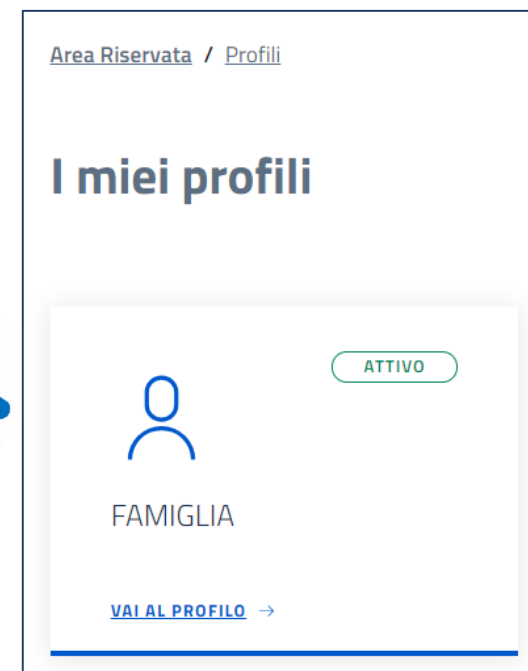 Area Riservata / Profili
I miei profili
ATTIVO
FAMIGLIA
VAI AL PROFILO →